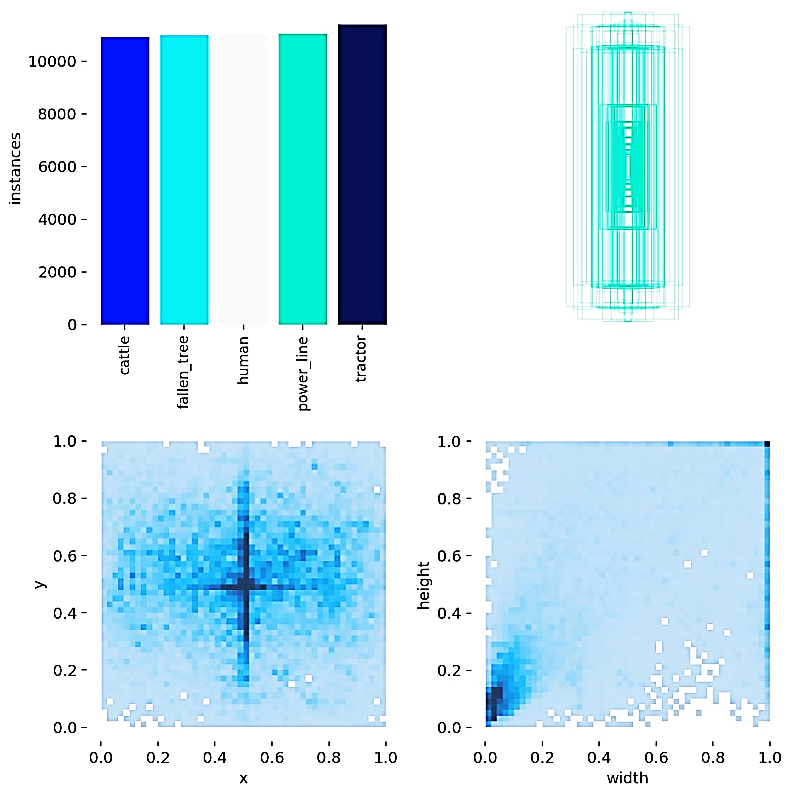 10000
8000
6000
4000
2000
0
instances
cattle
fallen_tree
human
power_line
tractor
1.0
0.8
0.6
0.4
0.2
0.0
y
0.0 0.2 0.4 0.6 0.8 1.0
x
1.0
0.8
0.6
0.4
0.2
0.0
height
0.0 0.2 0.4 0.6 0.8 1.0
width